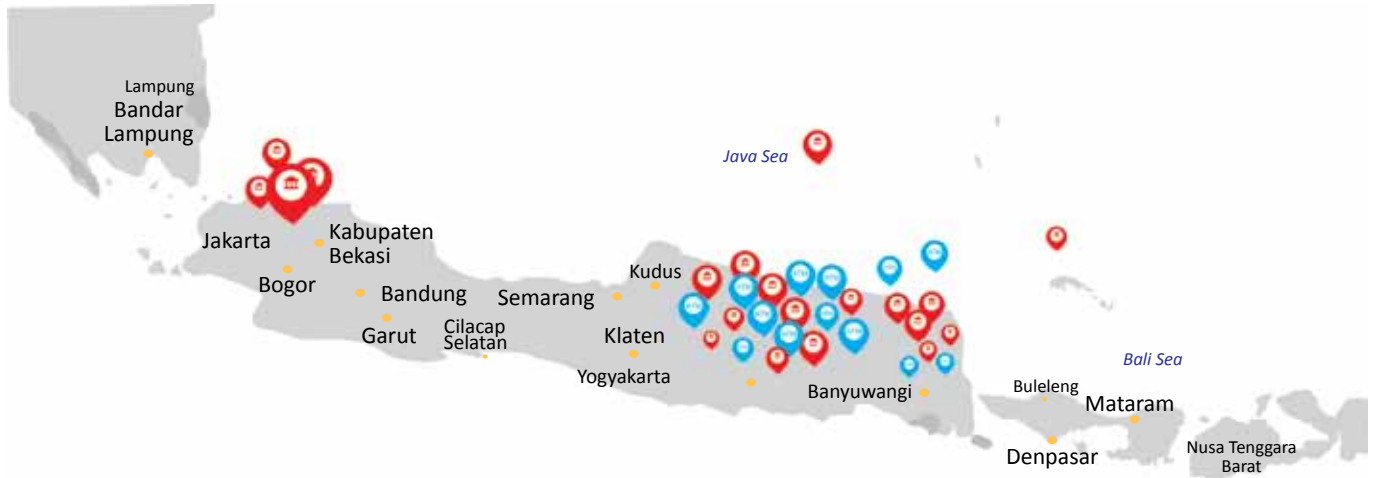 Lampung
Bandar
Lampung
Java Sea
Jakarta
Kabupaten
Bekasi
Bogor
Bandung
Garut
Cilacap
Selatan
Semarang
Kudus
Klaten
Yogyakarta
Banyuwangi
Bali Sea
Buleleng
Mataram
Denpasar
Nusa Tenggara
Barat